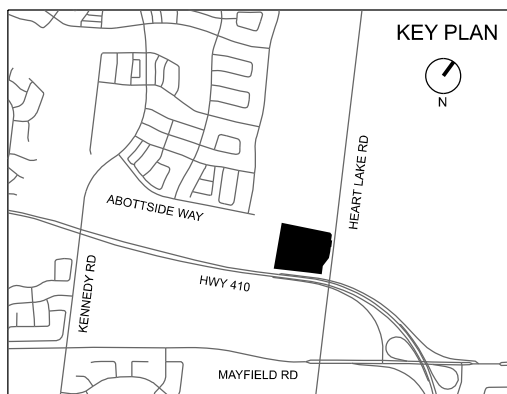 KEY PLAN
N
HEART LAKE RD
ABOTTSIDE WAY
KENNEDY RD
HWY 410
MAYFIELD RD